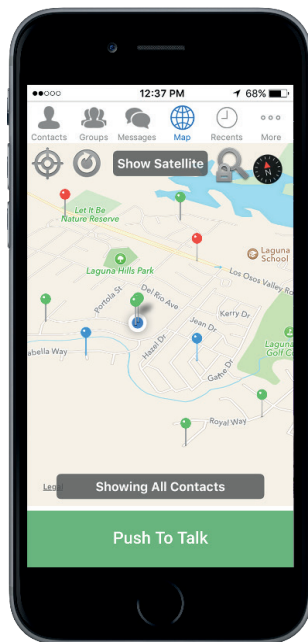 12:37 PM
68%
Contacts
Groups
Messages
Map
Recents
More
Show Satellite
N
Let It Be
Nature Reserve
Laguna
School
Laguna Hills Park
Los Osos Valley Ro
Portola St
Del Rio Ave
Kerry Dr
Jean Dr
Laguna
Golf C
abella Way
Hazel Dr
Game Dr
Royal Way
Legal
Showing All Contacts
Push To Talk